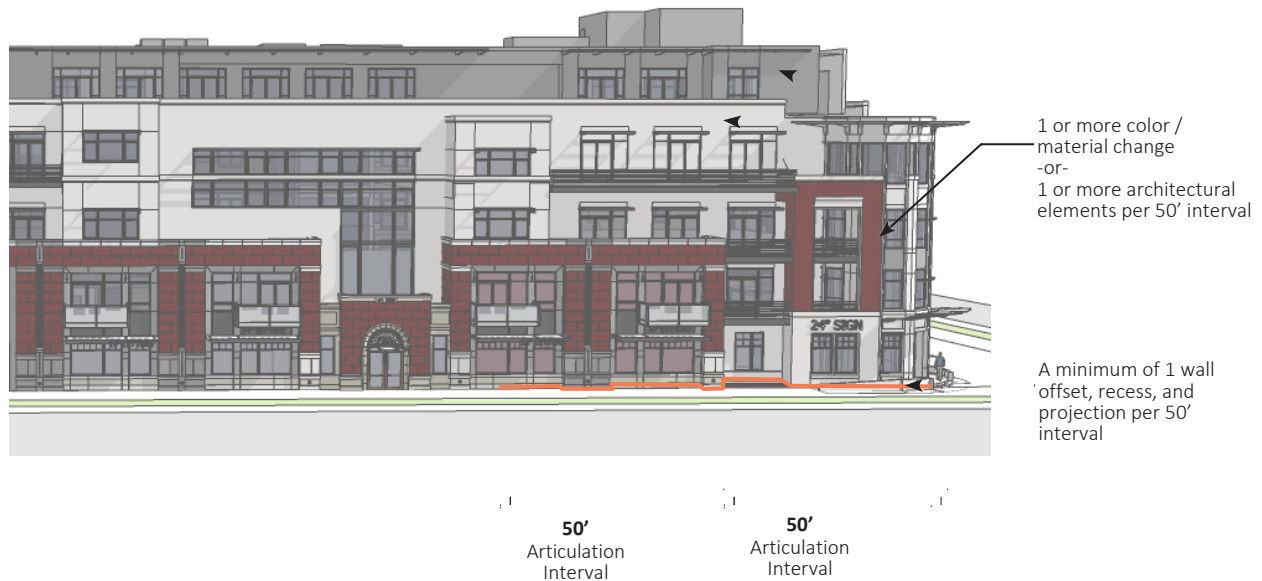 1 or more color /
material change
-or-
1 or more architectural
elements per 50’ interval
24" SIGN
A minimum of 1 wall
offset, recess, and
projection per 50’
interval
50’
Articulation
Interval
50’
Articulation
Interval